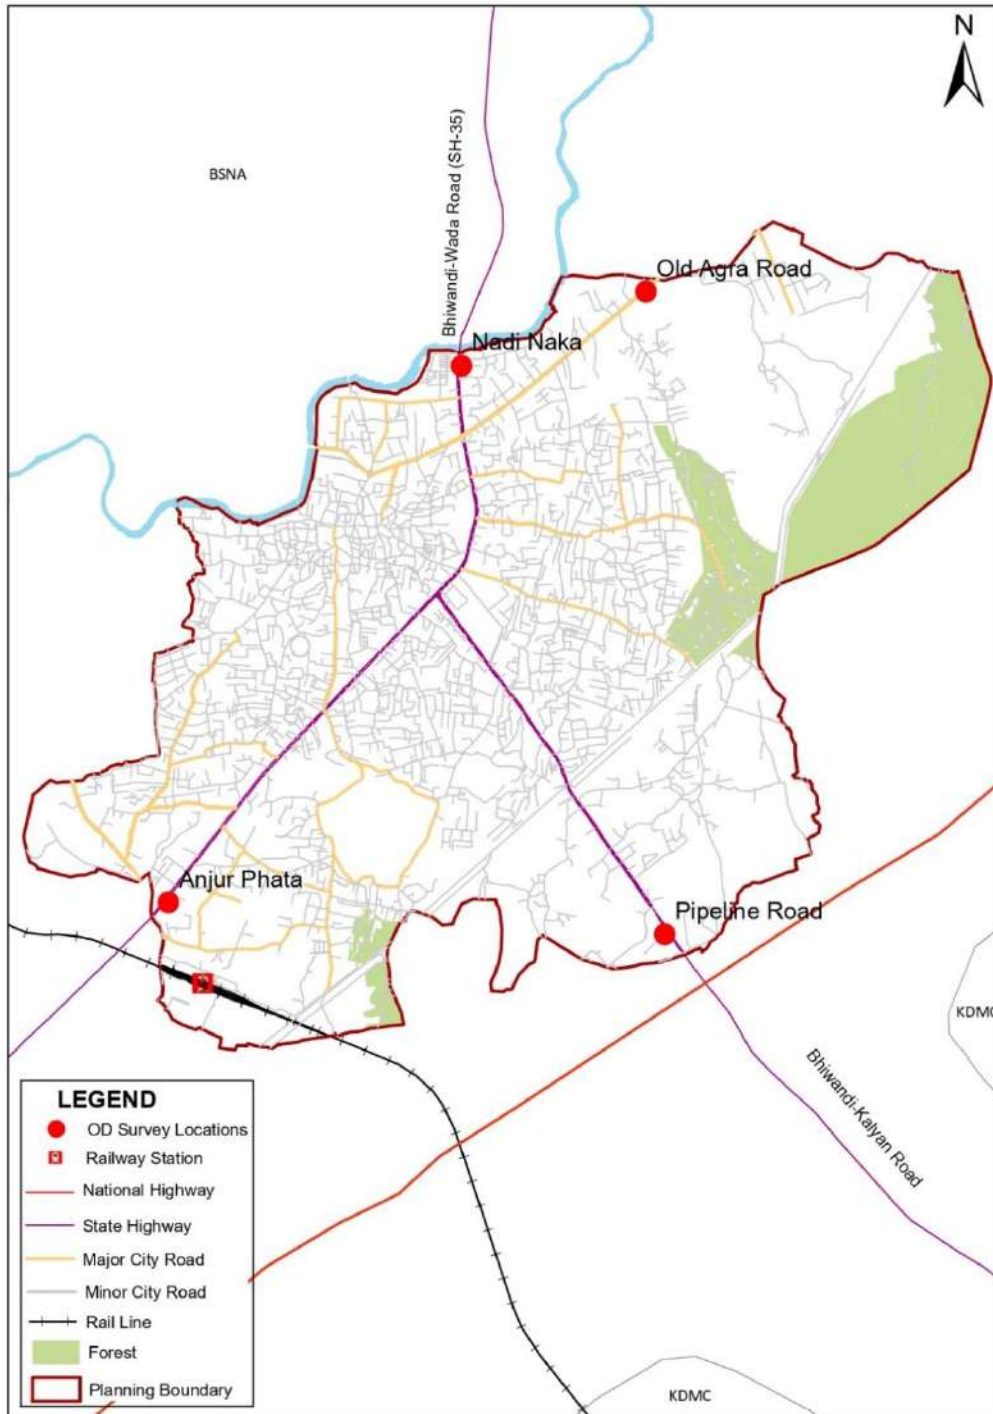 N
BSNA
Bhiwandi-Wada Road (SH-35)
Old Agra Road
Nadi Naka
Anjur Phata
Pipeline Road
KDMC
Bhiwandi-Kalyan Road
LEGEND
OD Survey Locations
Railway Station
National Highway
State Highway
Major City Road
Minor City Road
Rail Line
Forest
Planning Boundary
KDMC